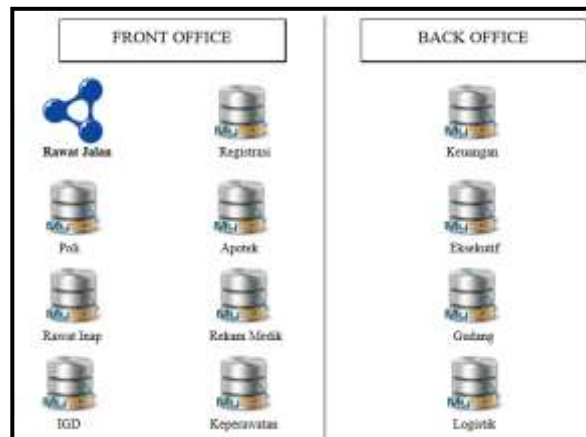 FRONT OFFICE
BACK OFFICE
Rawat Jalan
Registrasi
Keuangan
Poli
Apotek
Eksekutif
Rawat Inap
Rekam Medik
Gudang
IGD
Keperawatan
Logistik